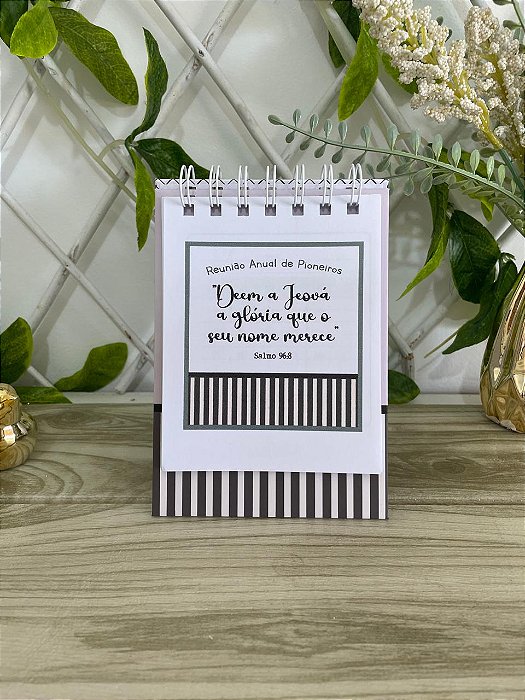 Reunião Anual de Pioneiros
"Deem a Jeová
a glória que o
seu nome merece"
Salmo 96:8